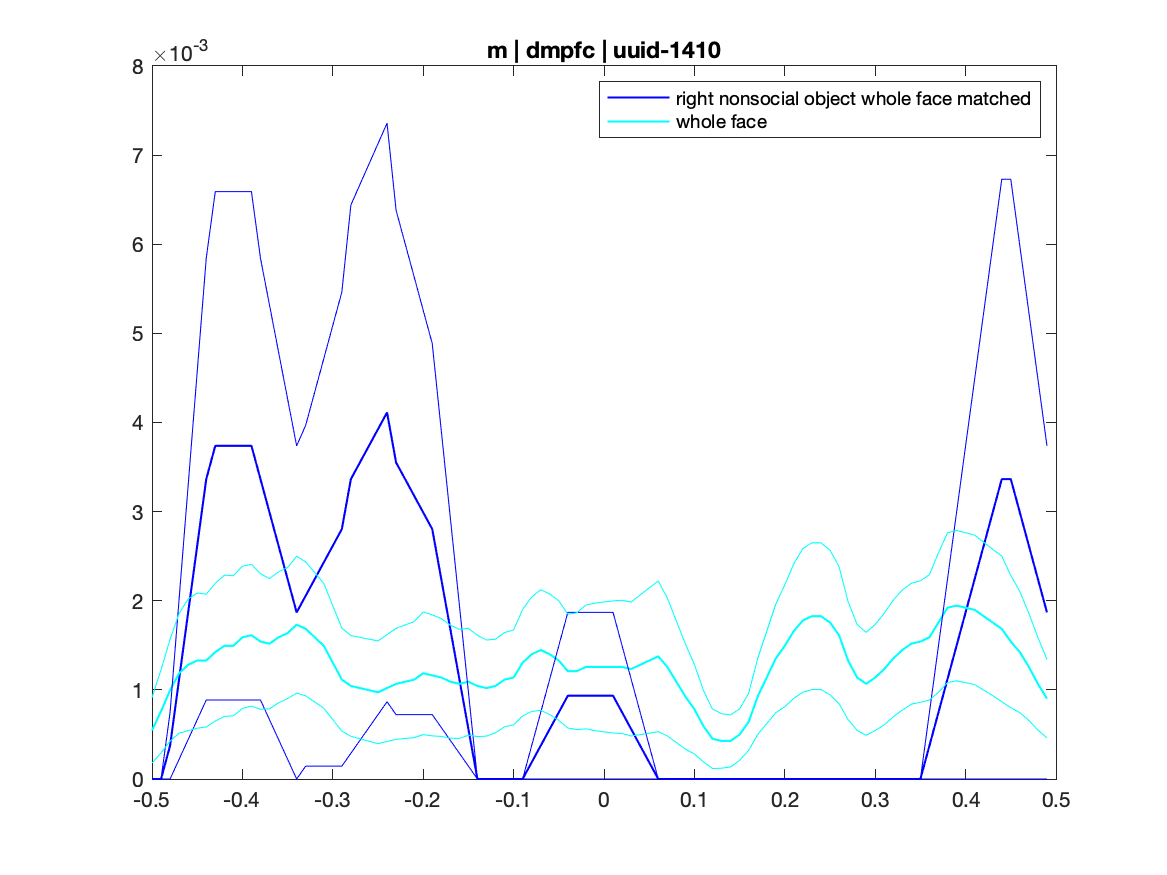 m | dmpfc | uuid-1410
×10-3
right nonsocial object whole face matched
whole face
8
7
6
5
4
3
2
1
0
-0.5 -0.4 -0.3 -0.2 -0.1 0 0.1 0.2 0.3 0.4 0.5